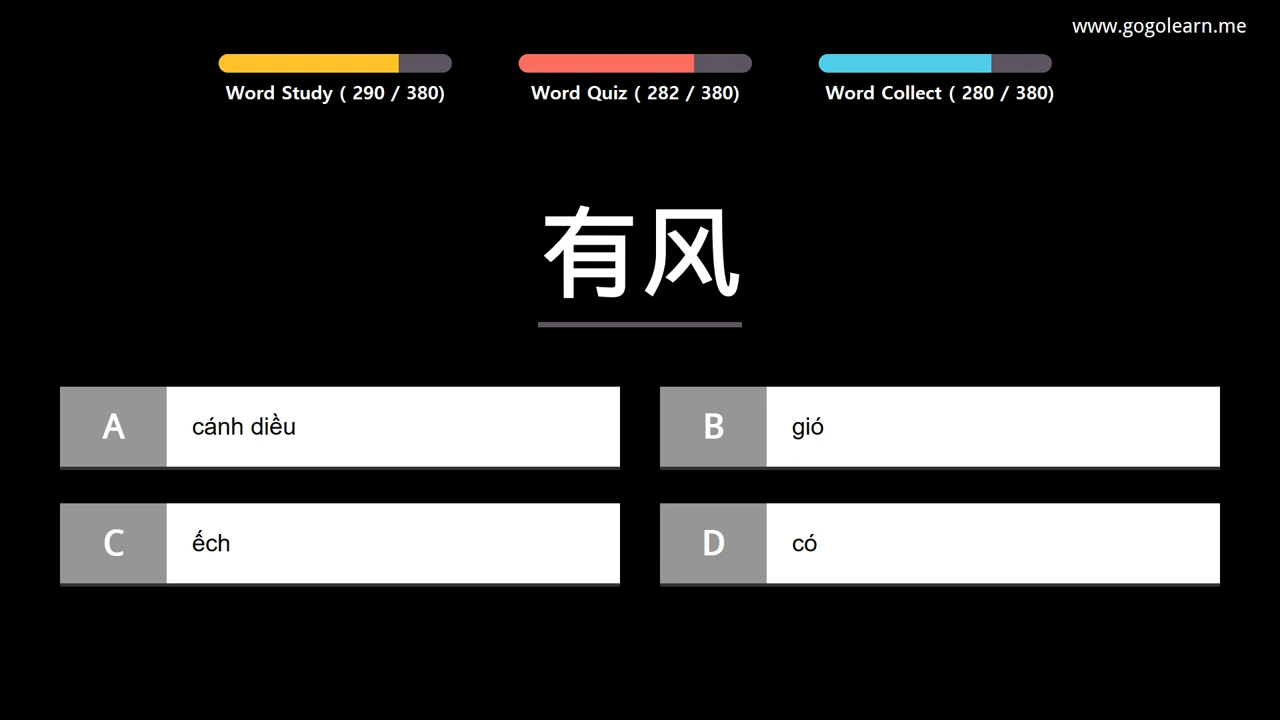 www.gogolearn.me
Word Study ( 290 / 380)
Word Quiz ( 282 / 380)
Word Collect ( 280 / 380)
有风
A cánh diều
B gió
C ếch
D có